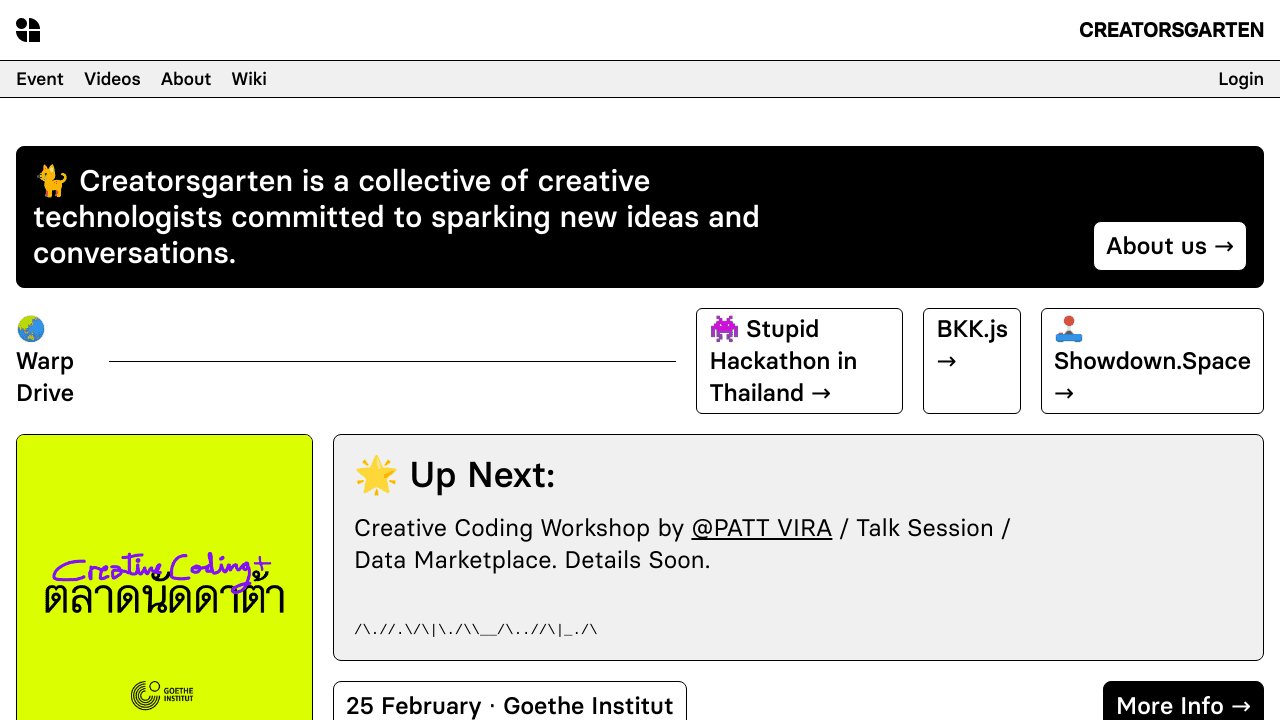 CREATORSGARTEN
Event Videos About Wiki Login
🐈 Creatorsgarten is a collective of creative
technologists committed to sparking new ideas and
conversations.
About us →
🌏
Warp
Drive
👾 Stupid
Hackathon in
Thailand →
BKK.js
→
🕹️
Showdown.Space
→
Creative Coding+
ตลาดนัดดาต้า
GOETHE
INSTITUT
🌟 Up Next:
Creative Coding Workshop by @PATT VIRA / Talk Session /
Data Marketplace. Details Soon.
/\.//.\/\|\./\\__/\..//\|_./\
25 February · Goethe Institut
More Info →